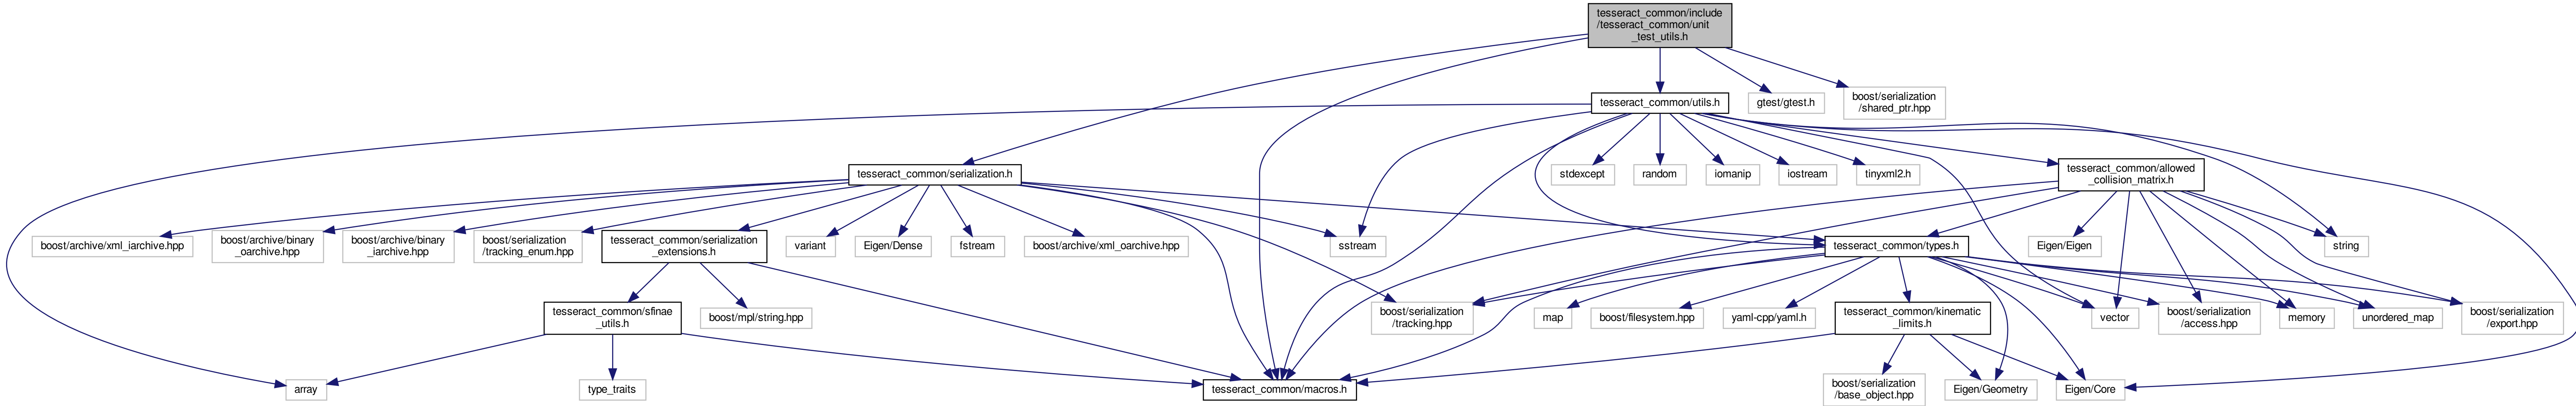 tesseract_common/include
/tesseract_common/unit
_test_utils.h
tesseract_common/utils.h
gtest/gtest.h
boost/serialization
/shared_ptr.hpp
tesseract_common/serialization.h
stdexcept
random
iomanip
iostream
tinyxml2.h
tesseract_common/allowed
_collision_matrix.h
boost/archive/xml_iarchive.hpp
boost/archive/binary
_oarchive.hpp
boost/archive/binary
_iarchive.hpp
boost/serialization
/tracking_enum.hpp
tesseract_common/serialization
_extensions.h
variant
Eigen/Dense
fstream
boost/archive/xml_oarchive.hpp
sstream
tesseract_common/types.h
Eigen/Eigen
string
tesseract_common/sfinae
_utils.h
boost/mpl/string.hpp
boost/serialization
/tracking.hpp
map
boost/filesystem.hpp
yaml-cpp/yaml.h
tesseract_common/kinematic
_limits.h
vector
boost/serialization
/access.hpp
memory
unordered_map
boost/serialization
/export.hpp
array
type_traits
tesseract_common/macros.h
boost/serialization
/base_object.hpp
Eigen/Geometry
Eigen/Core